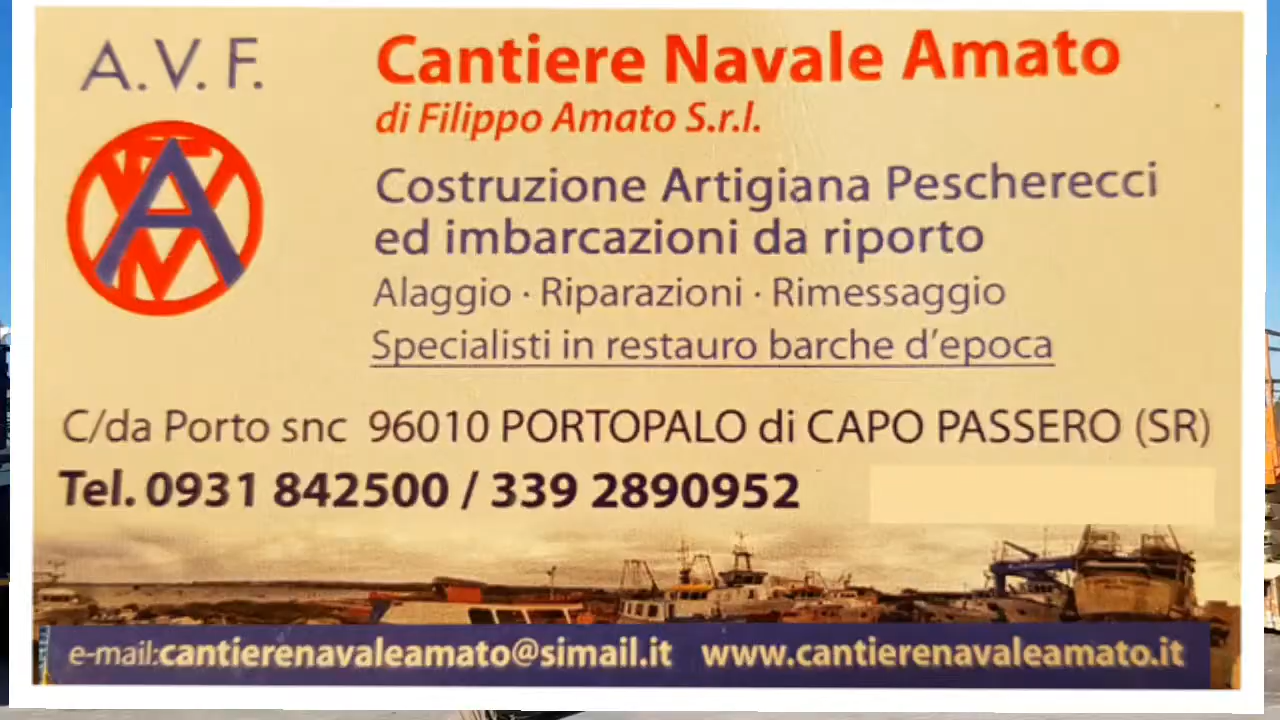 A.V.F.
Cantiere Navale Amato
di Filippo Amato S.r.l.
Costruzione Artigiana Pescherecci
ed imbarcazioni da riporto
Alaggio · Riparazioni · Rimessaggio
Specialisti in restauro barche d'epoca
C/da Porto snc 96010 PORTOPALO di CAPO PASSERO (SR)
Tel. 0931 842500 / 339 2890952
e-mail:cantierenavaleamato@simail.it www.cantierenavaleamato.it